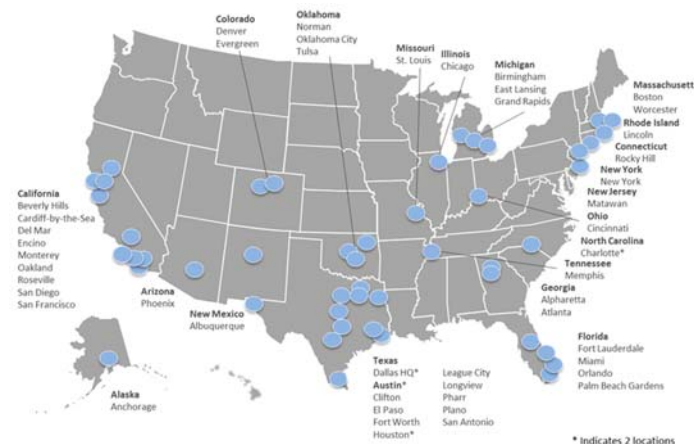 Colorado
Denver
Evergreen
Oklahoma
Norman
Oklahoma City
Tulsa
Missouri
St. Louis
Illinois
Chicago
Michigan
Birmingham
East Lansing
Grand Rapids
Massachusett
Boston
Worcester
Rhode Island
Lincoln
Connecticut
Rocky Hill
New York
New York
New Jersey
Matawan
Ohio
Cincinnati
North Carolina
Charlotte*
Tennessee
Memphis
Georgia
Alpharetta
Atlanta
Florida
Fort Lauderdale
Miami
Orlando
Palm Beach Gardens
California
Beverly Hills
Cardiff-by-the-Sea
Del Mar
Encino
Monterey
Oakland
Roseville
San Diego
San Francisco
Arizona
Phoenix
New Mexico
Albuquerque
Alaska
Anchorage
Texas
Dallas HQ*
Austin*
Clifton
El Paso
Fort Worth
Houston*
League City
Longview
Pharr
Plano
San Antonio
* Indicates 2 locations